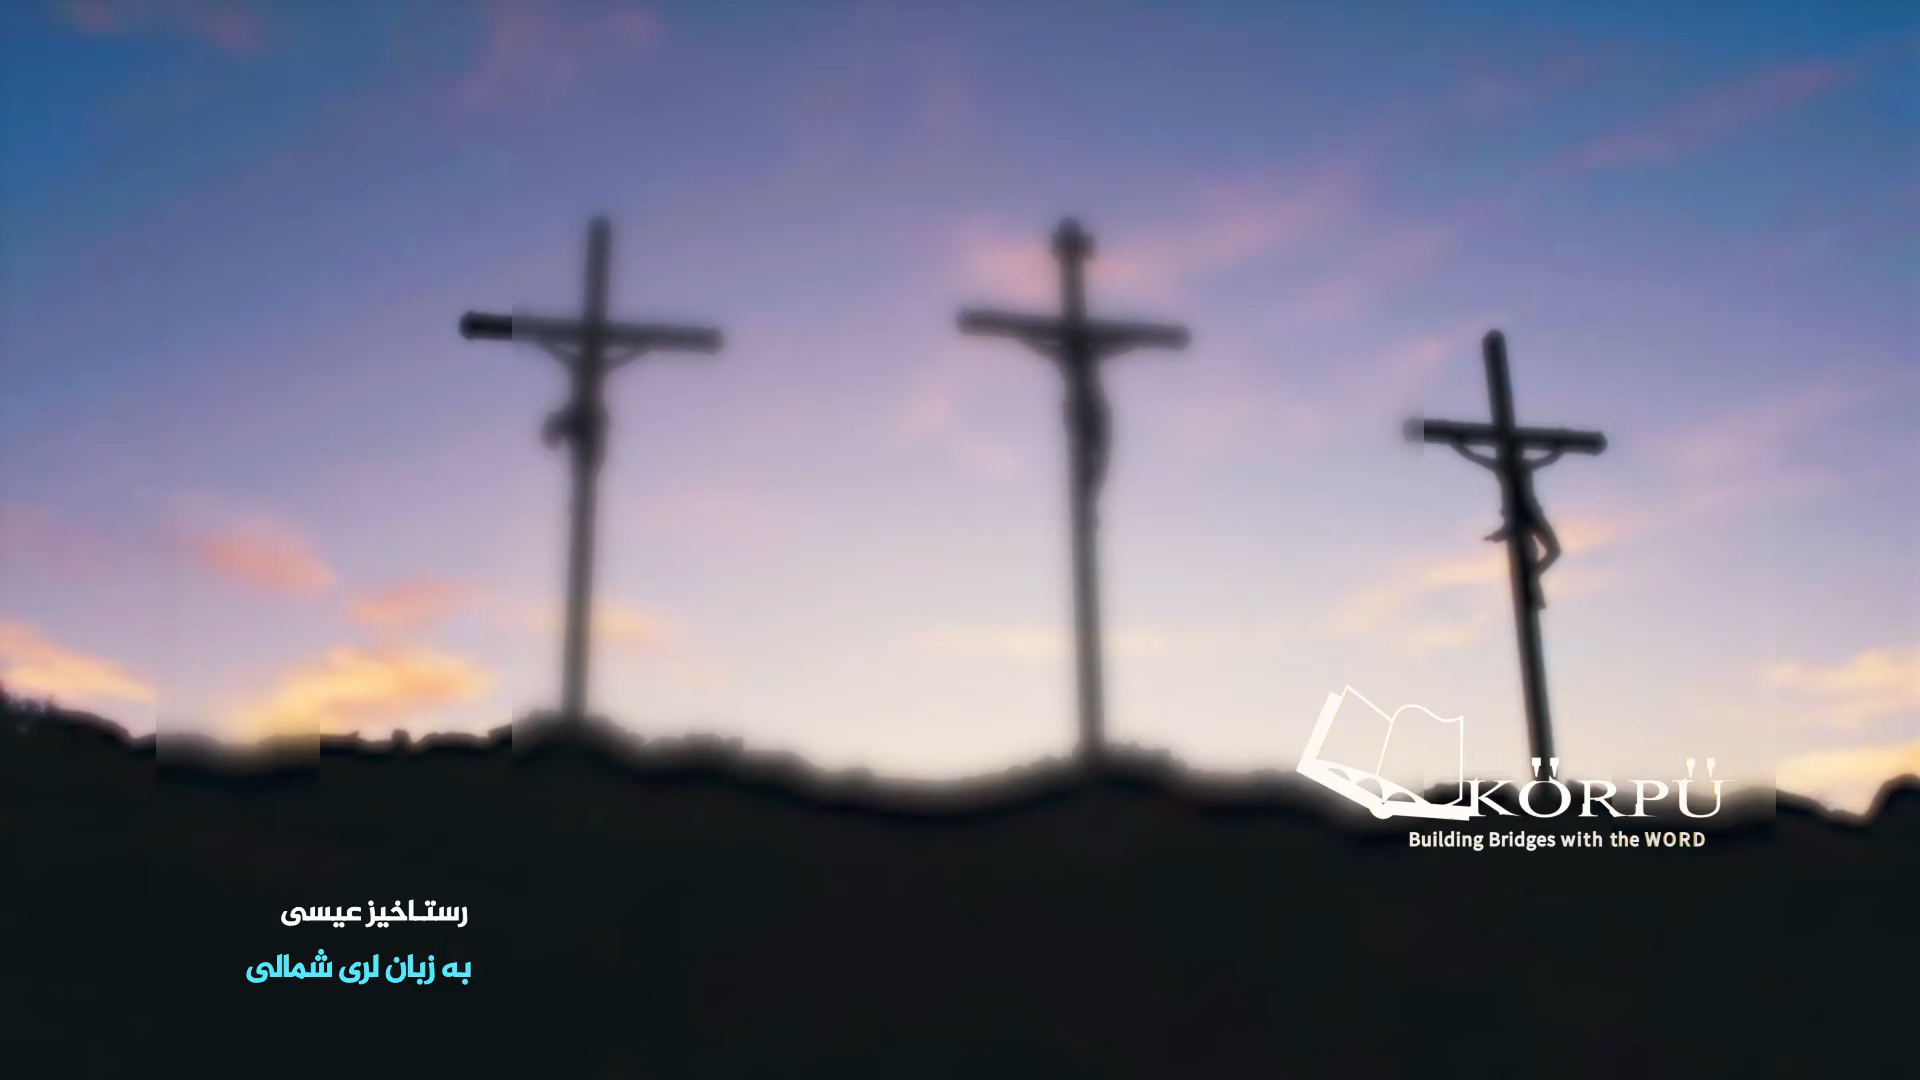 KÖRPÜ
Building Bridges with the WORD
رستاخیز عیسی
به زبان لری شمالی